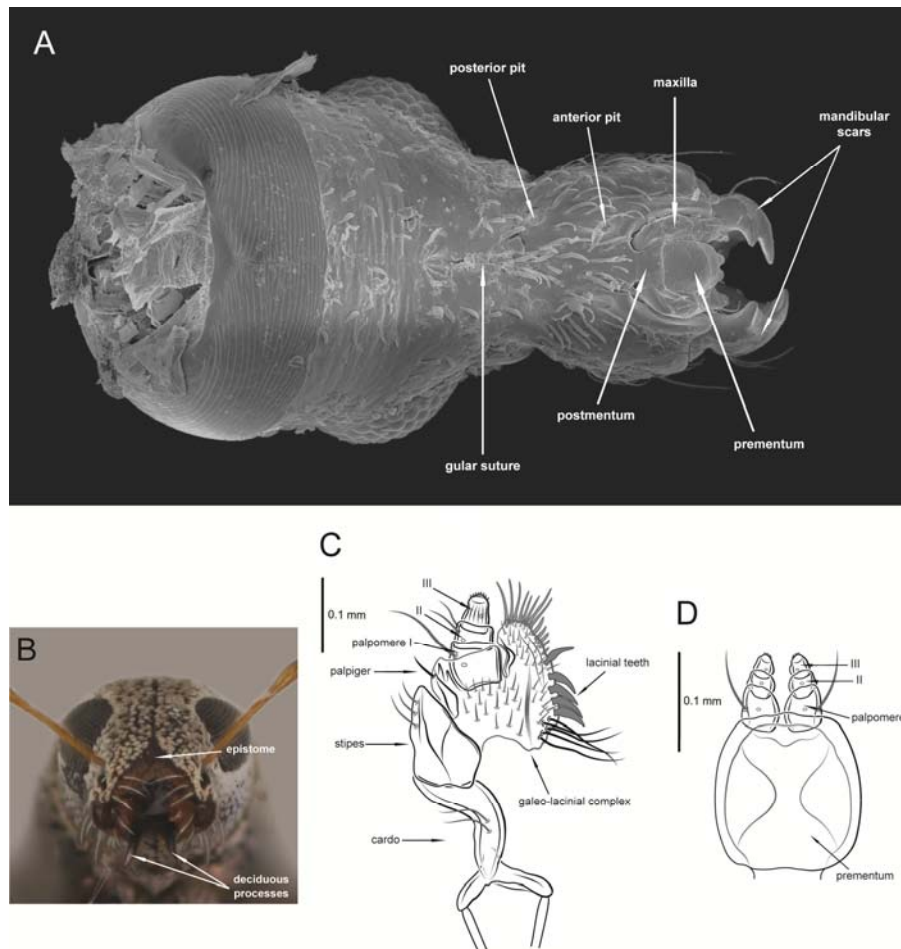 A
posterior pit
maxilla
anterior pit
mandibular
scars
postmentum
prementum
gular suture
B
epistome
deciduous
processes
C
0.1 mm
III
II
palpomere I
palpiger
stipes
cardo
lacinial teeth
galeo-lacinial complex
D
0.1 mm
III
II
palpomere
prementum